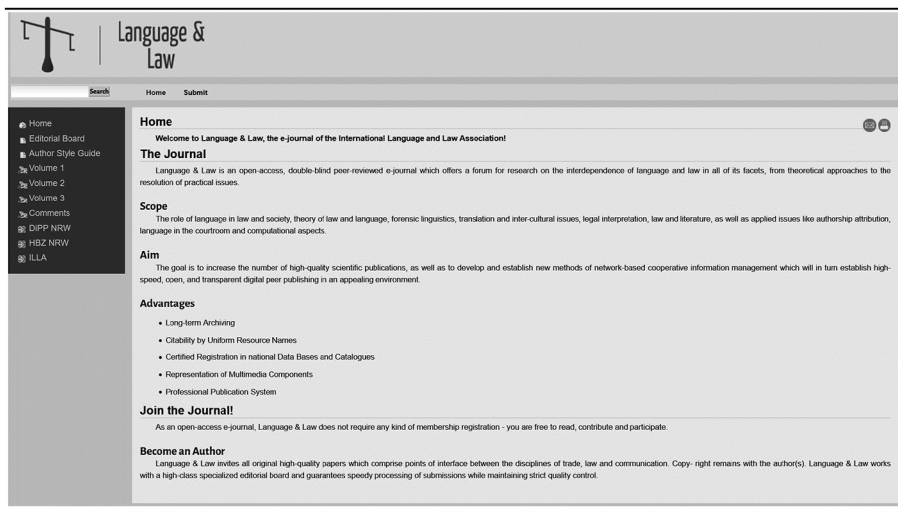 Language &
Law
Search
Home Submit
Home
Editorial Board
Author Style Guide
Volume 1
Volume 2
Volume 3
Comments
DiPP NRW
HBZ NRW
ILLA
Home
Welcome to Language & Law, the e-journal of the International Language and Law Association!
The Journal
Language & Law is an open-access, double-blind peer-reviewed e-journal which offers a forum for research on the interdependence of language and law in all of its facets, from theoretical approaches to the
resolution of practical issues.
Scope
The role of language in law and society, theory of law and language, forensic linguistics, translation and inter-cultural issues, legal interpretation, law and literature, as well as applied issues like authorship attribution,
language in the courtroom and computational aspects.
Aim
The goal is to increase the number of high-quality scientific publications, as well as to develop and establish new methods of network-based cooperative information management which will in turn establish high-
speed, open, and transparent digital peer publishing in an appealing environment.
Advantages
• Long-term Archiving
• Citability by Uniform Resource Names
• Certified Registration in national Data Bases and Catalogues
• Representation of Multimedia Components
• Professional Publication System
Join the Journal!
As an open-access e-journal, Language & Law does not require any kind of membership registration - you are free to read, contribute and participate.
Become an Author
Language & Law invites all original high-quality papers which comprise points of interface between the disciplines of trade, law and communication. Copy- right remains with the author(s). Language & Law works
with a high-class specialized editorial board and guarantees speedy processing of submissions while maintaining strict quality control.